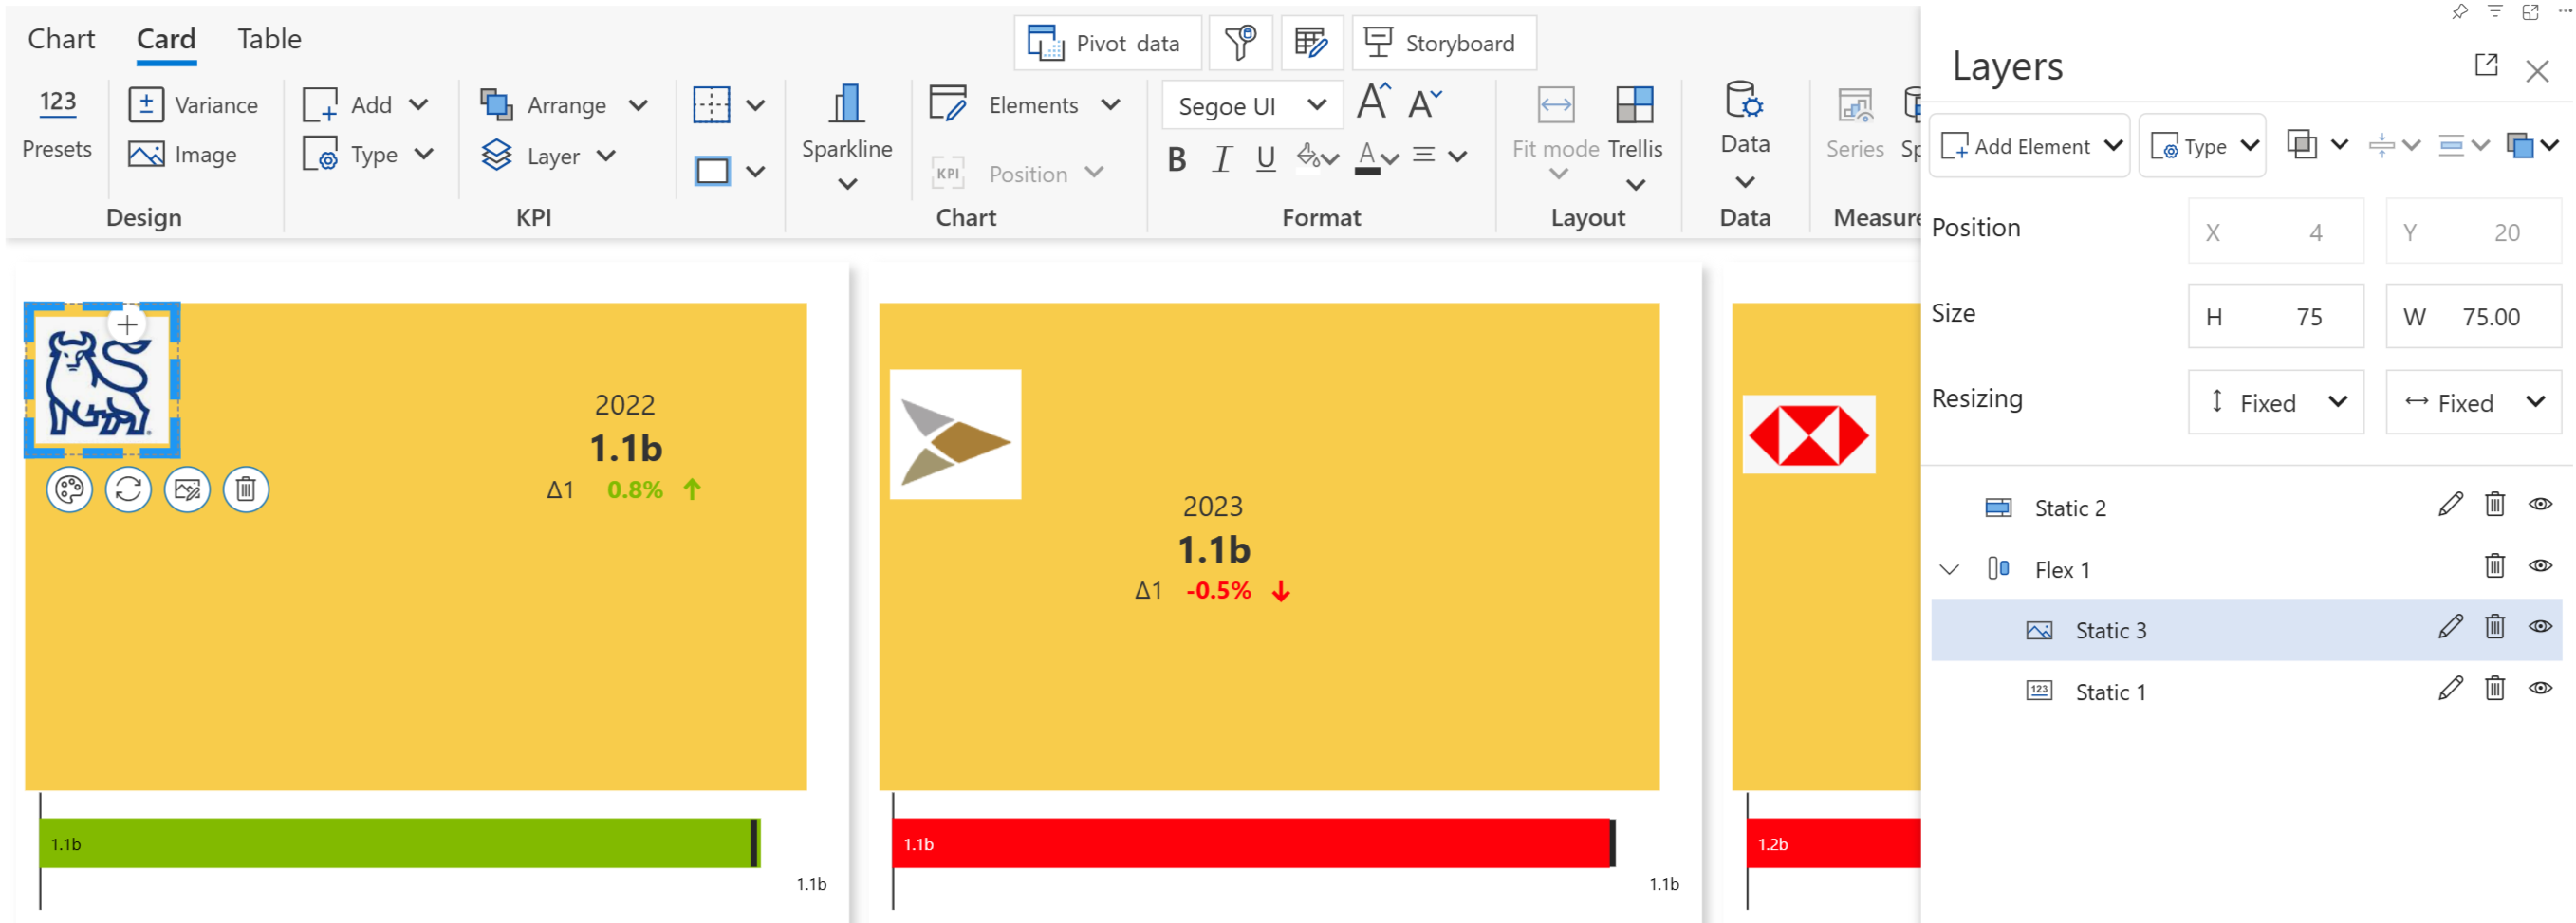 Chart Card Table
Pivot data Storyboard
123
Presets
± Variance
Image
Design
Add
Type
Arrange
Layer
KPI
Sparkline
Elements
KPI Position
Chart
Segoe UI A A
B I U A
Format
Fit mode Trellis
Layout
Data
Data
Series Sp
Measure
2022
1.1b
Δ1 0.8%
1.1b
1.1b
2023
1.1b
Δ1 -0.5%
1.1b
1.1b
1.2b
Layers
Add Element Type
Position X 4 Y 20
Size H 75 W 75.00
Resizing Fixed Fixed
Static 2
Flex 1
Static 3
123 Static 1